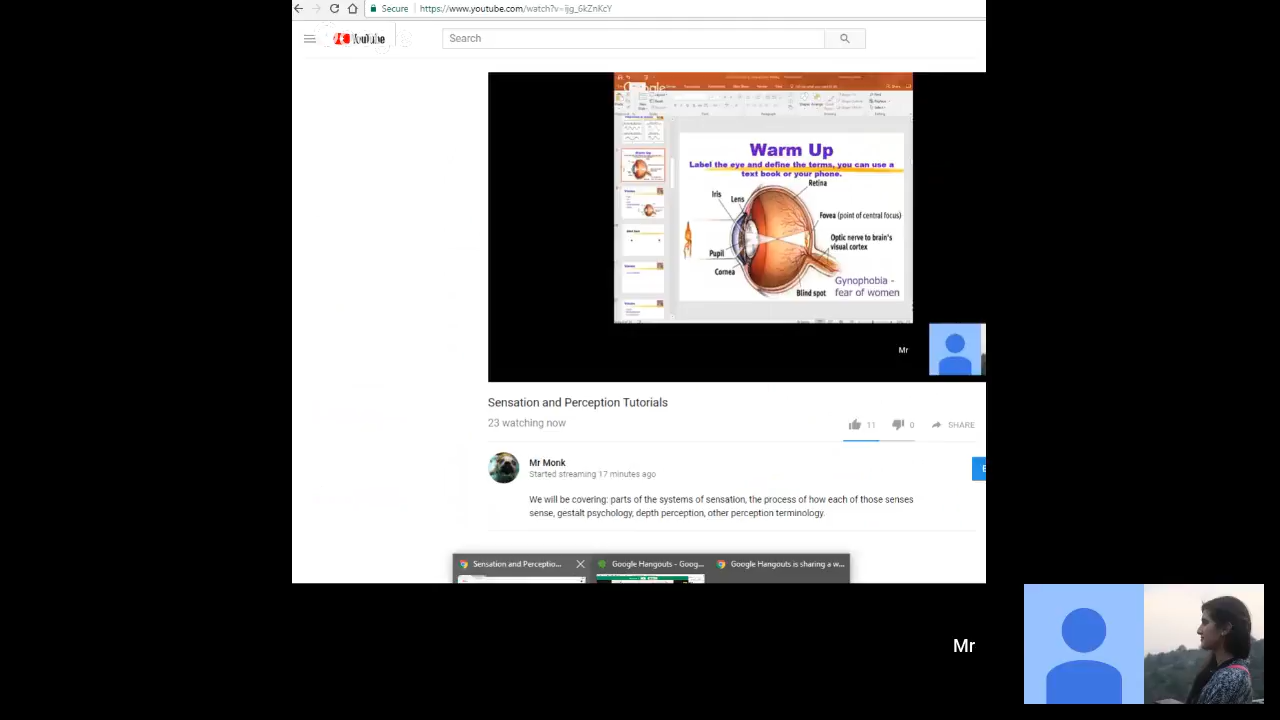 Secure https://www.youtube.com/watch?v=ijg_6kZnKcY
YouTube
Search
Google
Warm Up
Label the eye and define the terms, you can use a
text book or your phone.
Retina
Iris
Lens
Fovea (point of central focus)
Optic nerve to brain's
visual cortex
Pupil
Cornea
Gynophobia -
fear of women
Blind spot
Mr
Sensation and Perception Tutorials
23 watching now
11
0
SHARE
Mr Monk
Started streaming 17 minutes ago
We will be covering: parts of the systems of sensation, the process of how each of those senses
sense, gestalt psychology, depth perception, other perception terminology.
Sensation and Perceptio...
Google Hangouts - Goog...
Google Hangouts is sharing a w...
Mr